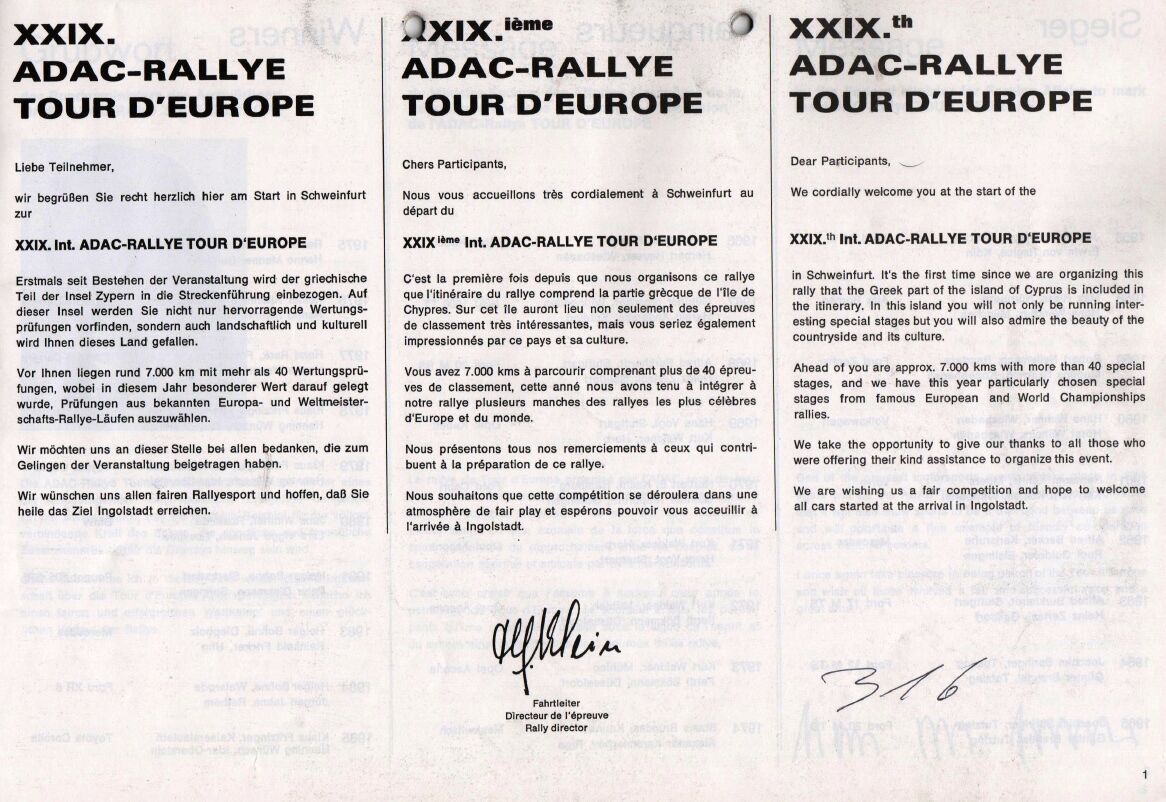 XXIX.
ADAC-RALLYE
TOUR D'EUROPE
Liebe Teilnehmer,
wir begrüßen Sie recht herzlich hier am Start in Schweinfurt
zur
XXIX. Int. ADAC-RALLYE TOUR D'EUROPE
Erstmals seit Bestehen der Veranstaltung wird der griechische
Teil der Insel Zypern in die Streckenführung einbezogen. Auf
dieser Insel werden Sie nicht nur hervorragende Wertungs-
prüfungen vorfinden, sondern auch landschaftlich und kulturell
wird Ihnen dieses Land gefallen.
Vor Ihnen liegen rund 7.000 km mit mehr als 40 Wertungsprü-
fungen, wobei in diesem Jahr besonderer Wert darauf gelegt
wurde, Prüfungen aus bekannten Europa- und Weltmeister-
schafts-Rallye-Läufen auszuwählen.
Wir möchten uns an dieser Stelle bei allen bedanken, die zum
Gelingen der Veranstaltung beigetragen haben.
Wir wünschen uns allen fairen Rallyesport und hoffen, daß Sie
heile das Ziel Ingolstadt erreichen.
XXIX.ième
ADAC-RALLYE
TOUR D'EUROPE
Chers Participants,
Nous vous accueillons très cordialement à Schweinfurt au
départ du
XXIX ième Int. ADAC-RALLYE TOUR D'EUROPE
C'est la première fois depuis que nous organisons ce rallye
que l'itinéraire du rallye comprend la partie grècque de l'île de
Chypres. Sur cet île auront lieu non seulement des épreuves
de classement très intéressantes, mais vous seriez également
impressionnés par ce pays et sa culture.
Vous avez 7.000 kms à parcourir comprenant plus de 40 épreu-
ves de classement, cette anné nous avons tenu à intégrer à
notre rallye plusieurs manches des rallyes les plus célèbres
d'Europe et du monde.
Nous présentons tous nos remerciements à ceux qui contri-
buent à la préparation de ce rallye.
Nous souhaitons que cette compétition se déroulera dans une
atmosphère de fair play et espérons pouvoir vous acceuillir à
l'arrivée à Ingolstadt.
Fahrtleiter
Directeur de l'épreuve
Rally director
XXIX.th
ADAC-RALLYE
TOUR D'EUROPE
Dear Participants,
We cordially welcome you at the start of the
XXIX.th Int. ADAC-RALLYE TOUR D'EUROPE
in Schweinfurt. It's the first time since we are organizing this
rally that the Greek part of the island of Cyprus is included in
the itinerary. In this island you will not only be running inter-
esting special stages but you will also admire the beauty of the
countryside and its culture.
Ahead of you are approx. 7.000 kms with more than 40 special
stages, and we have this year particularly chosen special
stages from famous European and World Championships
rallies.
We take the opportunity to give our thanks to all those who
were offering their kind assistance to organize this event.
We are wishing us a fair competition and hope to welcome
all cars started at the arrival in Ingolstadt.
316
1